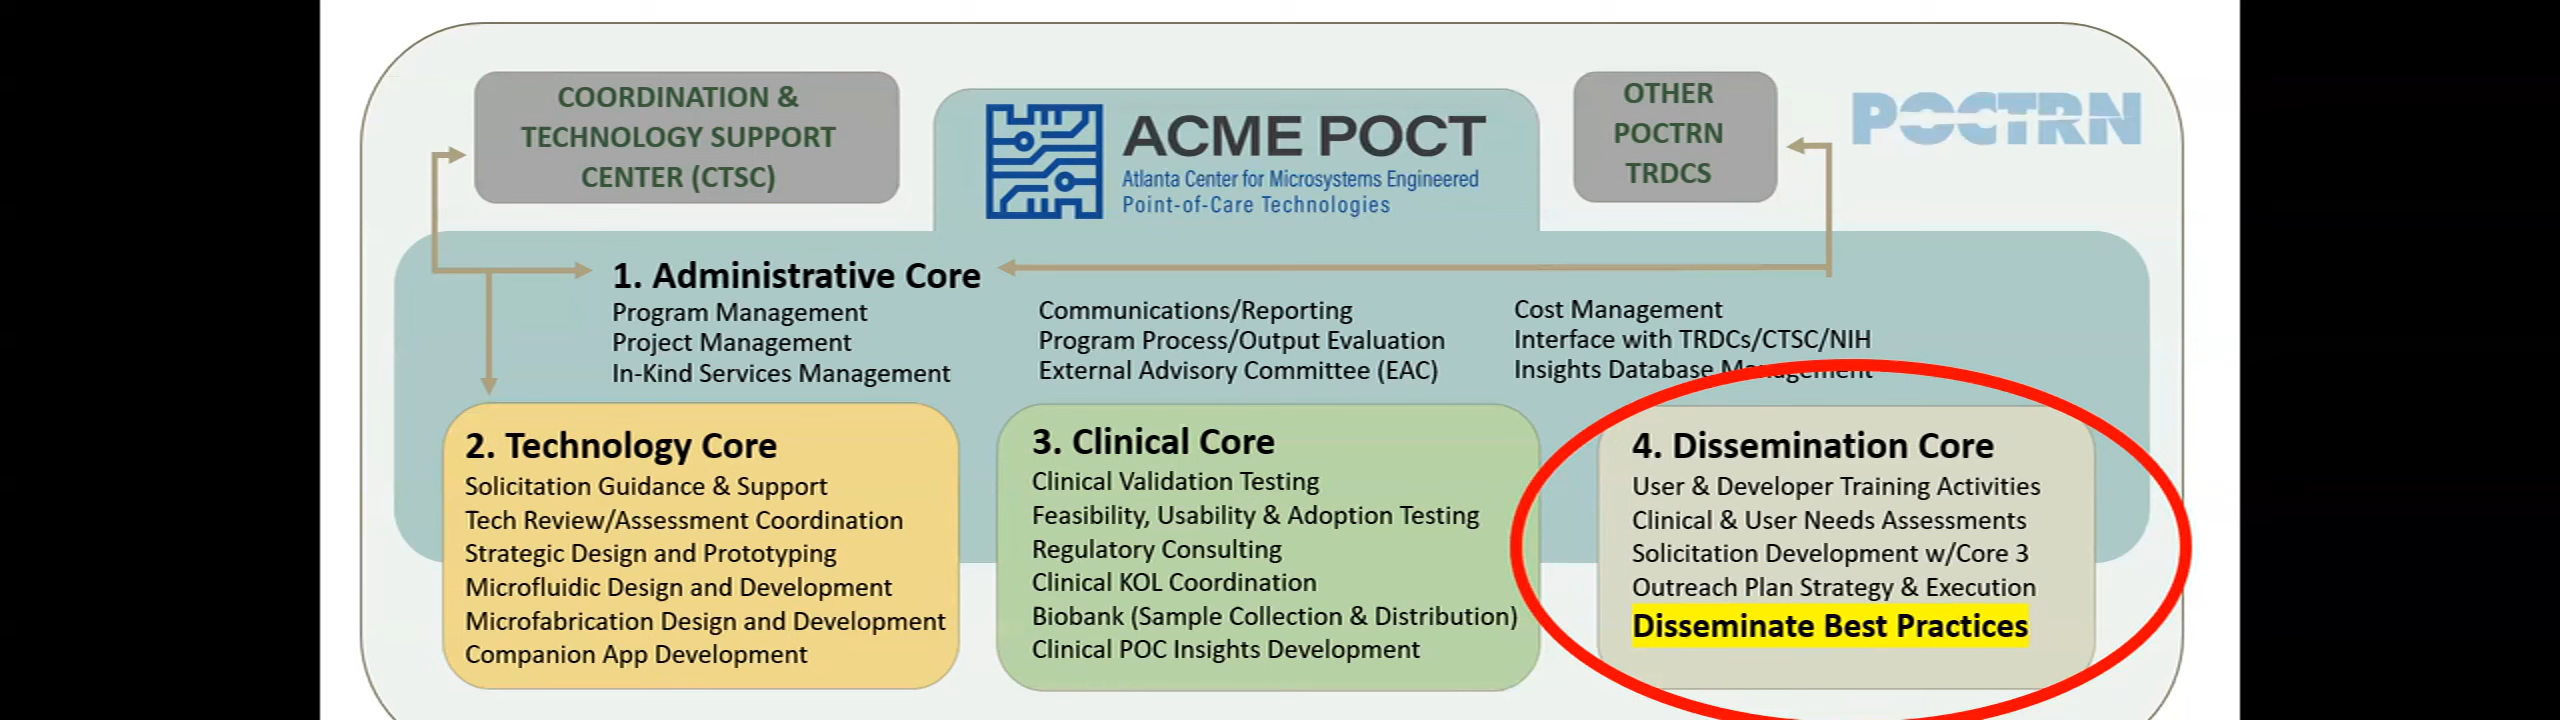 COORDINATION &
TECHNOLOGY SUPPORT
CENTER (CTSC)
ACME POCT
Atlanta Center for Microsystems Engineered
Point-of-Care Technologies
OTHER
POCTRN
TRDCS
POCTRN
1. Administrative Core
Program Management
Project Management
In-Kind Services Management
Communications/Reporting
Program Process/Output Evaluation
External Advisory Committee (EAC)
Cost Management
Interface with TRDCs/CTSC/NIH
Insights Database Management
2. Technology Core
Solicitation Guidance & Support
Tech Review/Assessment Coordination
Strategic Design and Prototyping
Microfluidic Design and Development
Microfabrication Design and Development
Companion App Development
3. Clinical Core
Clinical Validation Testing
Feasibility, Usability & Adoption Testing
Regulatory Consulting
Clinical KOL Coordination
Biobank (Sample Collection & Distribution)
Clinical POC Insights Development
4. Dissemination Core
User & Developer Training Activities
Clinical & User Needs Assessments
Solicitation Development w/Core 3
Outreach Plan Strategy & Execution
Disseminate Best Practices